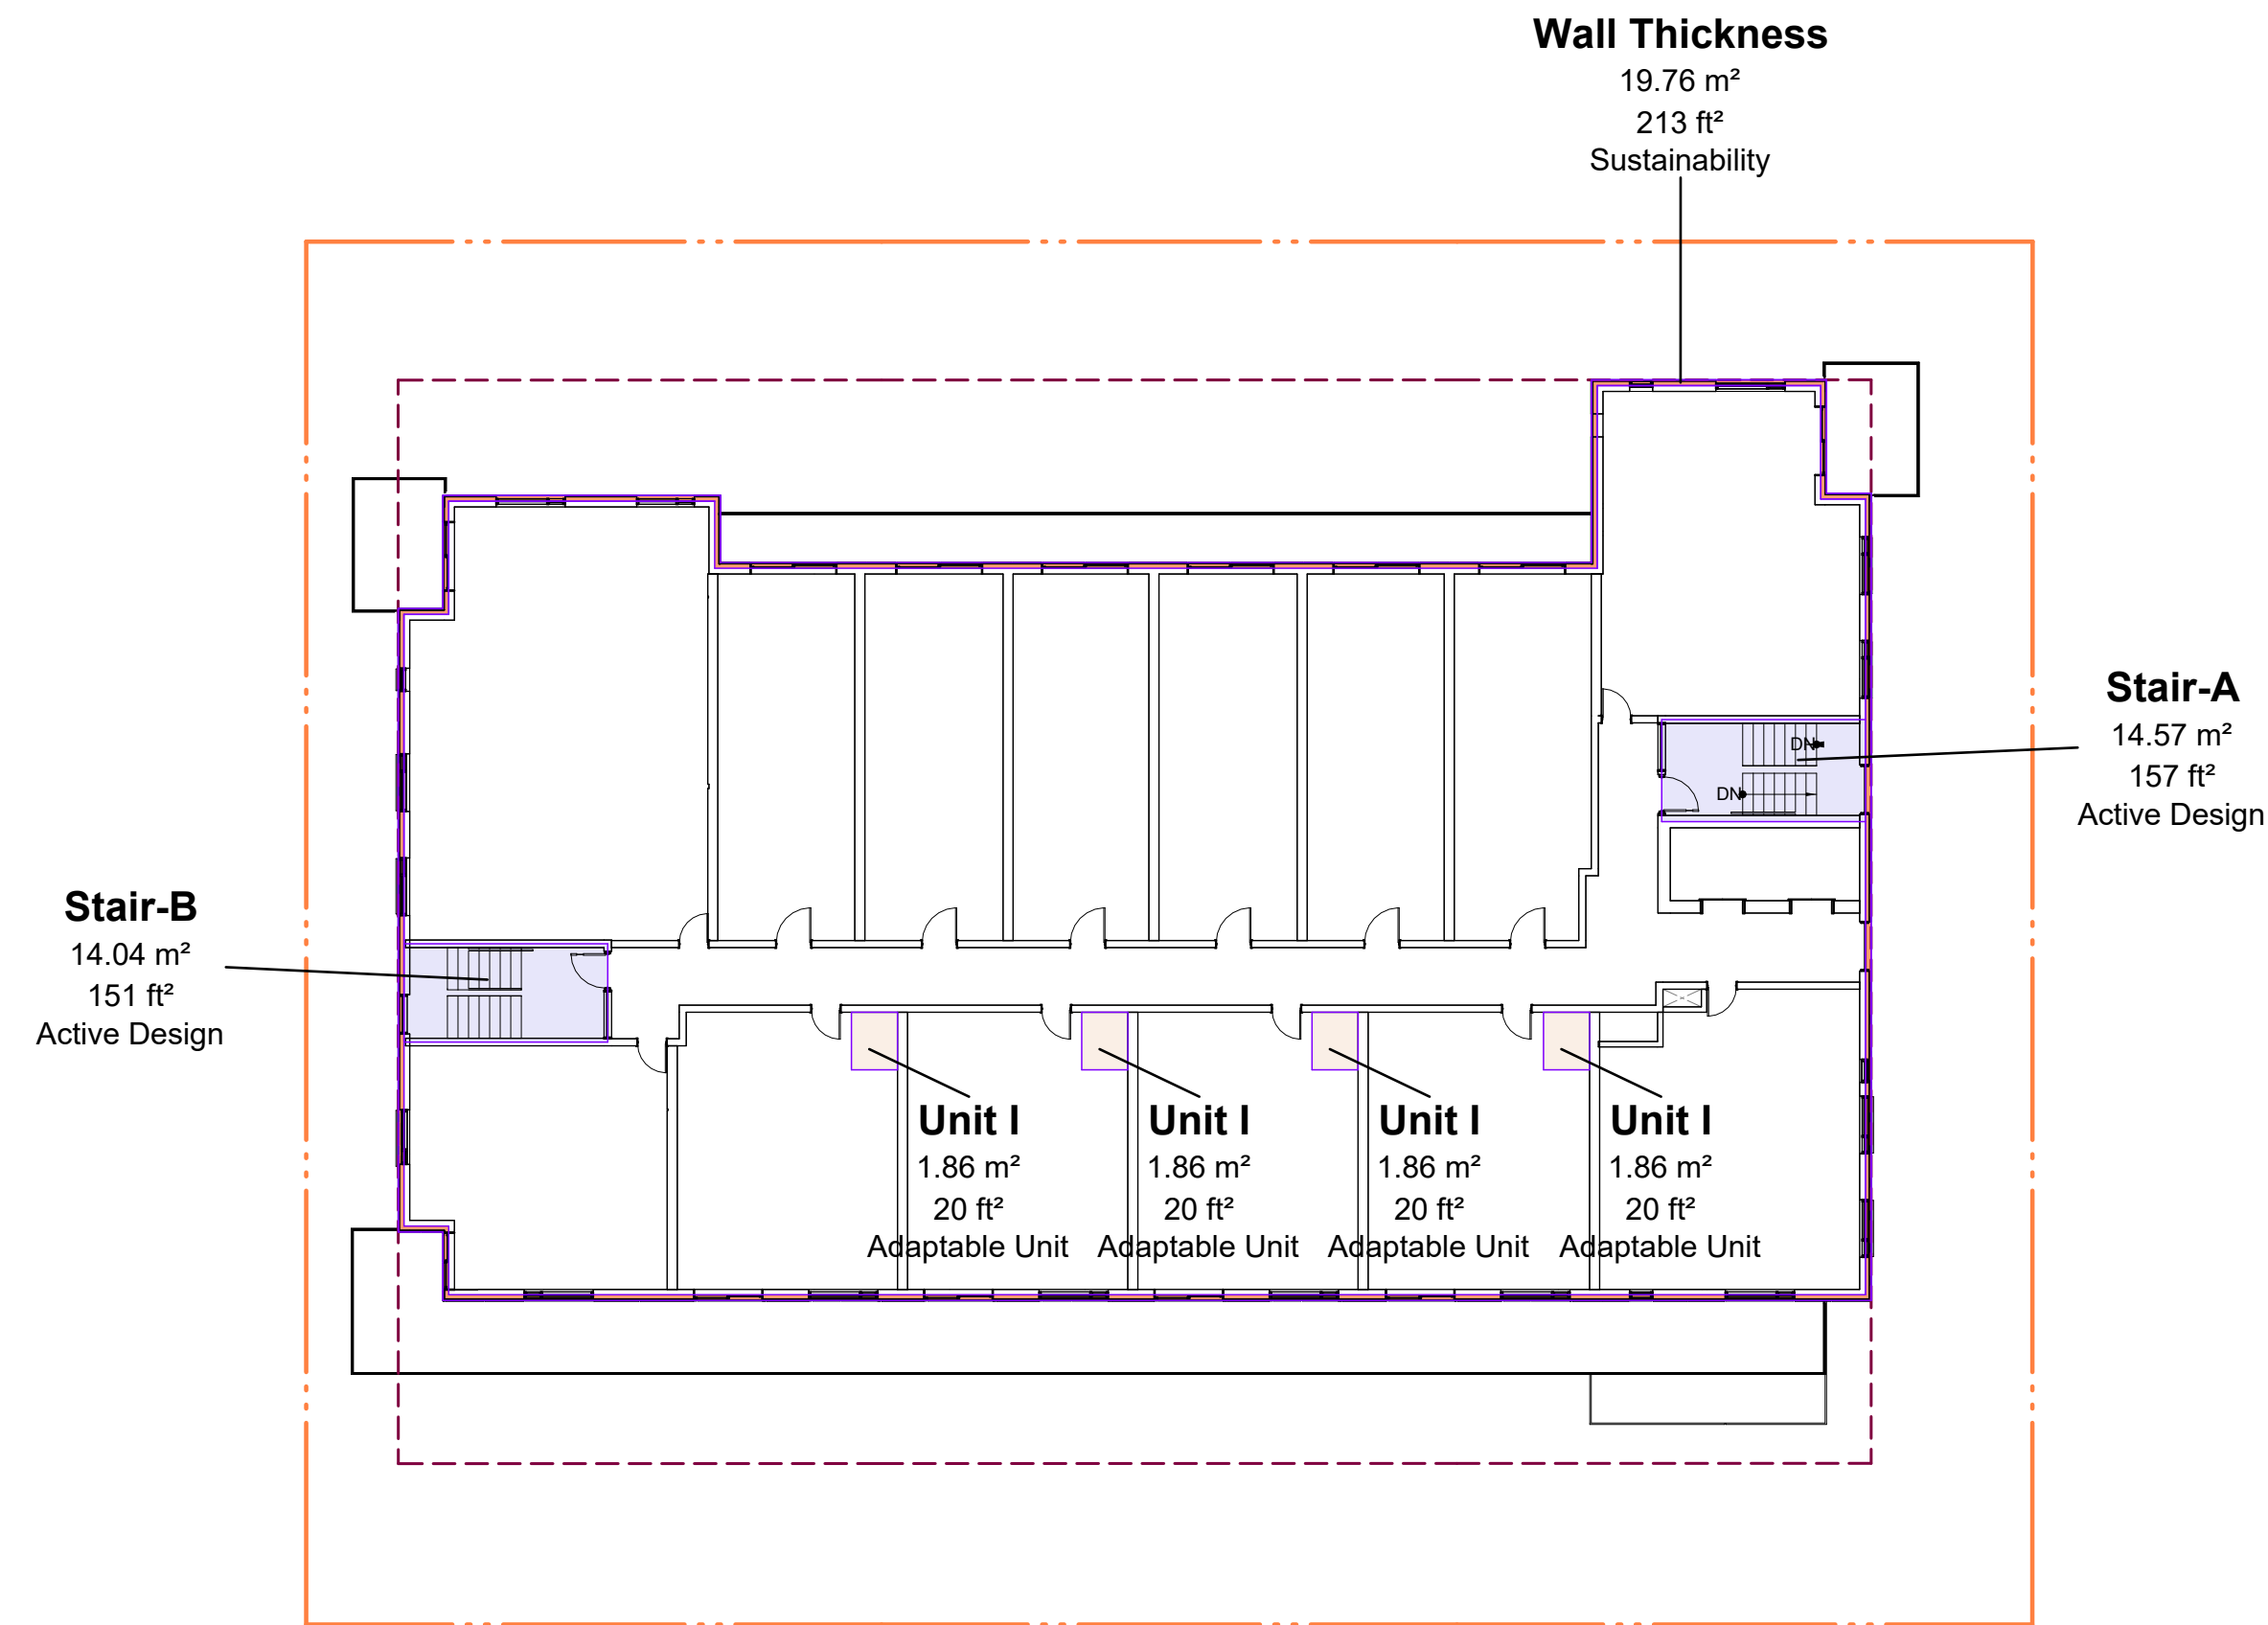 Wall Thickness
19.76 m²
213 ft²
Sustainability
Stair-A
14.57 m²
157 ft²
Active Design
DN
DN
Stair-B
14.04 m²
151 ft²
Active Design
Unit I
1.86 m²
20 ft²
Adaptable Unit
Unit I
1.86 m²
20 ft²
Adaptable Unit
Unit I
1.86 m²
20 ft²
Adaptable Unit
Unit I
1.86 m²
20 ft²
Adaptable Unit